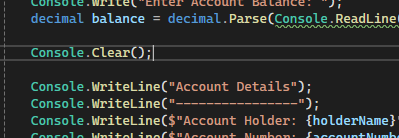 Console.Write("Enter Account Balance: ");
decimal balance = decimal.Parse(Console.ReadLine(
Console.Clear();
Console.WriteLine("Account Details");
Console.WriteLine("----------------");
Console.WriteLine($"Account Holder: {holderName}"
Console.WriteLine($"Account Number: {accountNumb